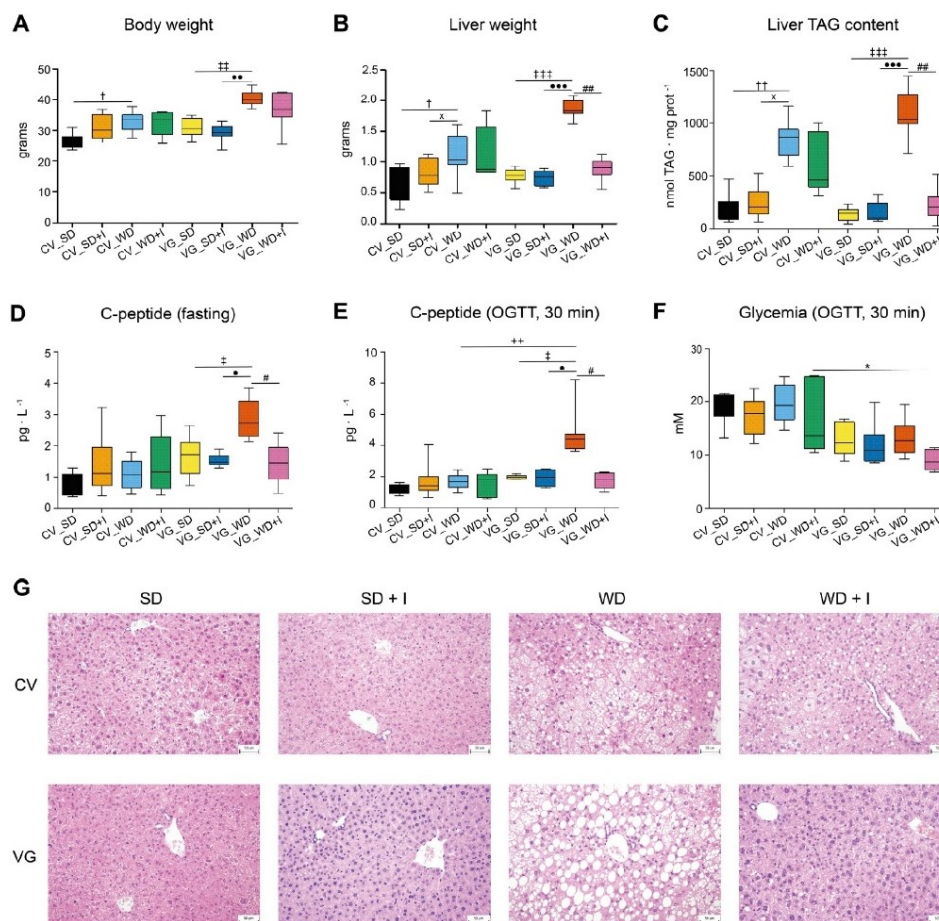 A
Body weight
‡‡
••
†
grams
50
40
30
20
10
0
CV_SD
CV_SD+I
CV_WD
CV_WD+I
VG_SD
VG_SD+I
VG_WD
VG_WD+I
B
Liver weight
‡‡‡
•••
##
†
x
grams
2.5
2.0
1.5
1.0
0.5
0.0
CV_SD
CV_SD+I
CV_WD
CV_WD+I
VG_SD
VG_SD+I
VG_WD
VG_WD+I
C
Liver TAG content
‡‡‡
•••
##
††
x
nmol TAG · mg prot ⁻¹
1500
1000
500
0
CV_SD
CV_SD+I
CV_WD
CV_WD+I
VG_SD
VG_SD+I
VG_WD
VG_WD+I
D
C-peptide (fasting)
‡
•
#
pg · L⁻¹
5
4
3
2
1
0
CV_SD
CV_SD+I
CV_WD
CV_WD+I
VG_SD
VG_SD+I
VG_WD
VG_WD+I
E
C-peptide (OGTT, 30 min)
++
‡
•
#
pg · L⁻¹
10
8
6
4
2
0
CV_SD
CV_SD+I
CV_WD
CV_WD+I
VG_SD
VG_SD+I
VG_WD
VG_WD+I
F
Glycemia (OGTT, 30 min)
*
mM
30
20
10
0
CV_SD
CV_SD+I
CV_WD
CV_WD+I
VG_SD
VG_SD+I
VG_WD
VG_WD+I
G
SD
SD + I
WD
WD + I
CV
VG